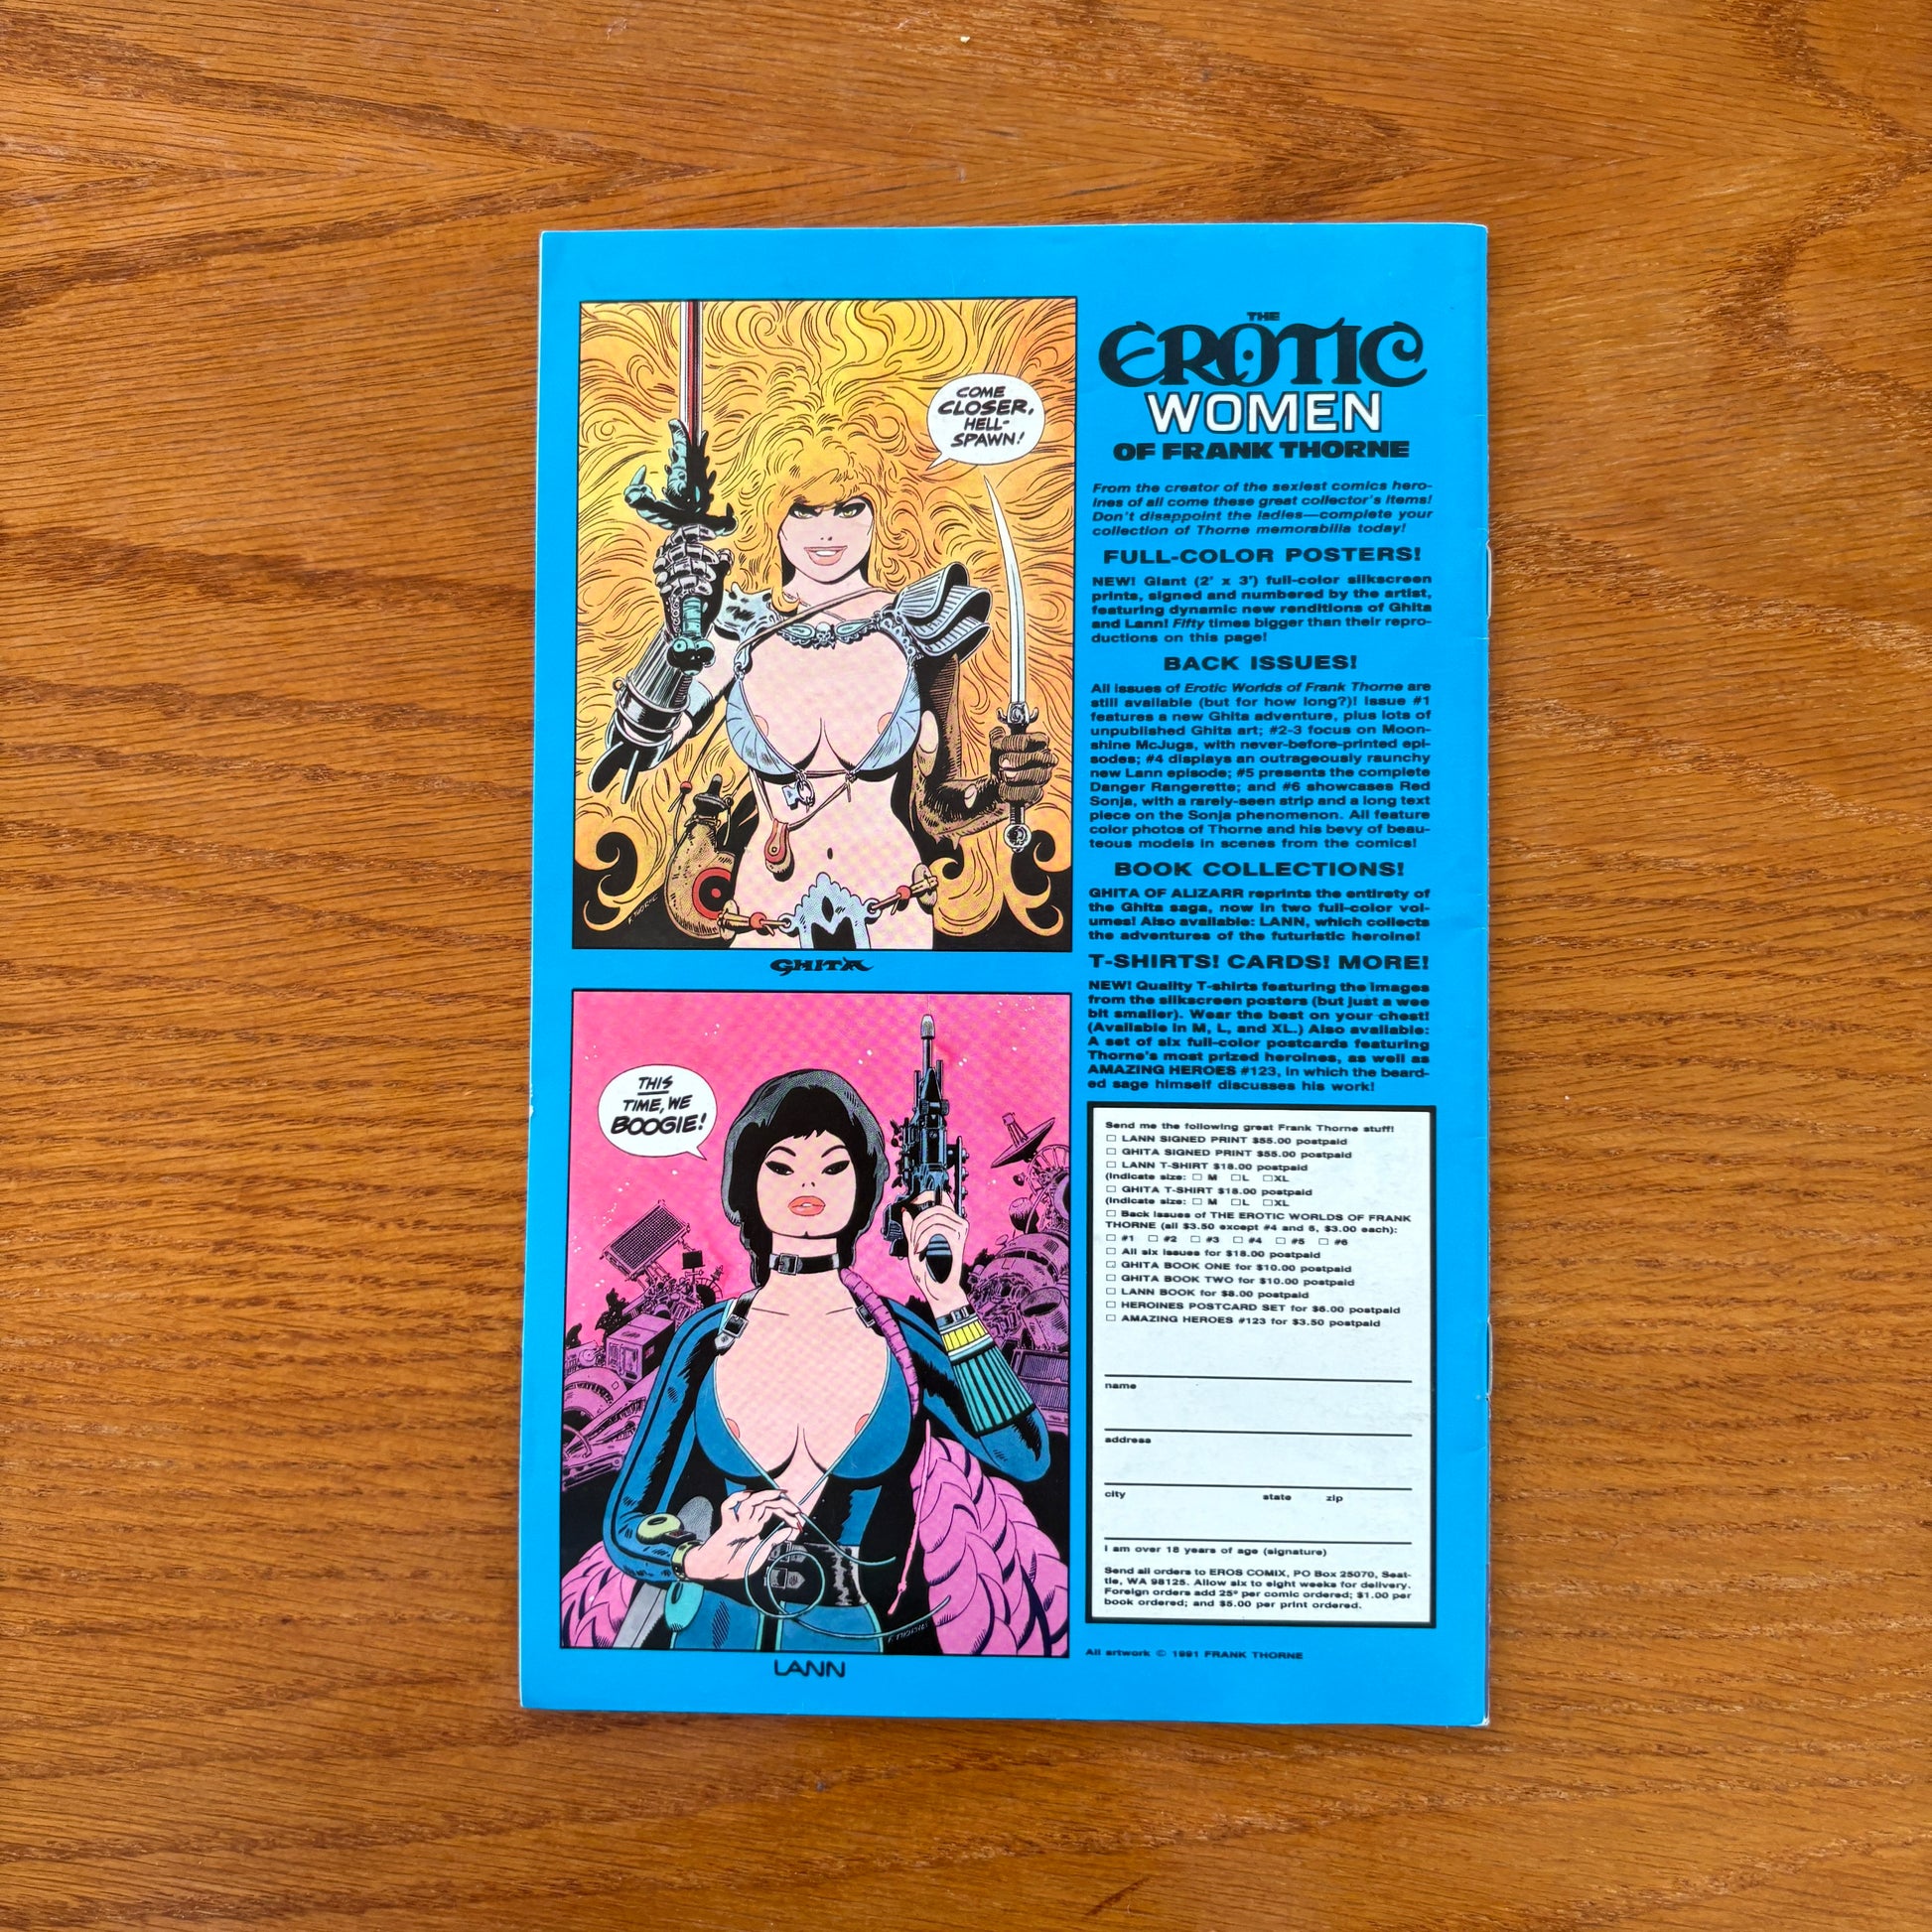 COME
CLOSER,
HELL-
SPAWN!
F. THORNE
GHITA
THIS
TIME, WE
BOOGIE!
F. THORNE
LANN
THE
EROTIC
WOMEN
OF FRANK THORNE
From the creator of the sexiest comics hero-
ines of all come these great collector's items!
Don't disappoint the ladies—complete your
collection of Thorne memorabilia today!
FULL-COLOR POSTERS!
NEW! Giant (2' x 3') full-color silkscreen
prints, signed and numbered by the artist,
featuring dynamic new renditions of Ghita
and Lann! Fifty times bigger than their repro-
ductions on this page!
BACK ISSUES!
All issues of Erotic Worlds of Frank Thorne are
still available (but for how long?)! Issue #1
features a new Ghita adventure, plus lots of
unpublished Ghita art; #2-3 focus on Moon-
shine McJugs, with never-before-printed epi-
sodes; #4 displays an outrageously raunchy
new Lann episode; #5 presents the complete
Danger Rangerette; and #6 showcases Red
Sonja, with a rarely-seen strip and a long text
piece on the Sonja phenomenon. All feature
color photos of Thorne and his bevy of beau-
teous models in scenes from the comics!
BOOK COLLECTIONS!
GHITA OF ALIZARR reprints the entirety of
the Ghita saga, now in two full-color vol-
umes! Also available: LANN, which collects
the adventures of the futuristic heroine!
T-SHIRTS! CARDS! MORE!
NEW! Quality T-shirts featuring the images
from the silkscreen posters (but just a wee
bit smaller). Wear the best on your chest!
(Available in M, L, and XL.) Also available:
A set of six full-color postcards featuring
Thorne's most prized heroines, as well as
AMAZING HEROES #123, in which the beard-
ed sage himself discusses his work!
Send me the following great Frank Thorne stuff!
☐ LANN SIGNED PRINT $55.00 postpaid
☐ GHITA SIGNED PRINT $55.00 postpaid
☐ LANN T-SHIRT $18.00 postpaid
(Indicate size: ☐ M ☐ L ☐ XL
☐ GHITA T-SHIRT $18.00 postpaid
(Indicate size: ☐ M ☐ L ☐ XL
☐ Back issues of THE EROTIC WORLDS OF FRANK
THORNE (all $3.50 except #4 and 6, $3.00 each):
☐ #1 ☐ #2 ☐ #3 ☐ #4 ☐ #5 ☐ #6
☐ All six issues for $18.00 postpaid
☐ GHITA BOOK ONE for $10.00 postpaid
☐ GHITA BOOK TWO for $10.00 postpaid
☐ LANN BOOK for $8.00 postpaid
☐ HEROINES POSTCARD SET for $6.00 postpaid
☐ AMAZING HEROES #123 for $3.50 postpaid
name
address
city state zip
I am over 18 years of age (signature)
Send all orders to EROS COMIX, PO Box 25070, Seat-
tle, WA 98125. Allow six to eight weeks for delivery.
Foreign orders add 25¢ per comic ordered; $1.00 per
book ordered; and $5.00 per print ordered.
All artwork © 1991 FRANK THORNE